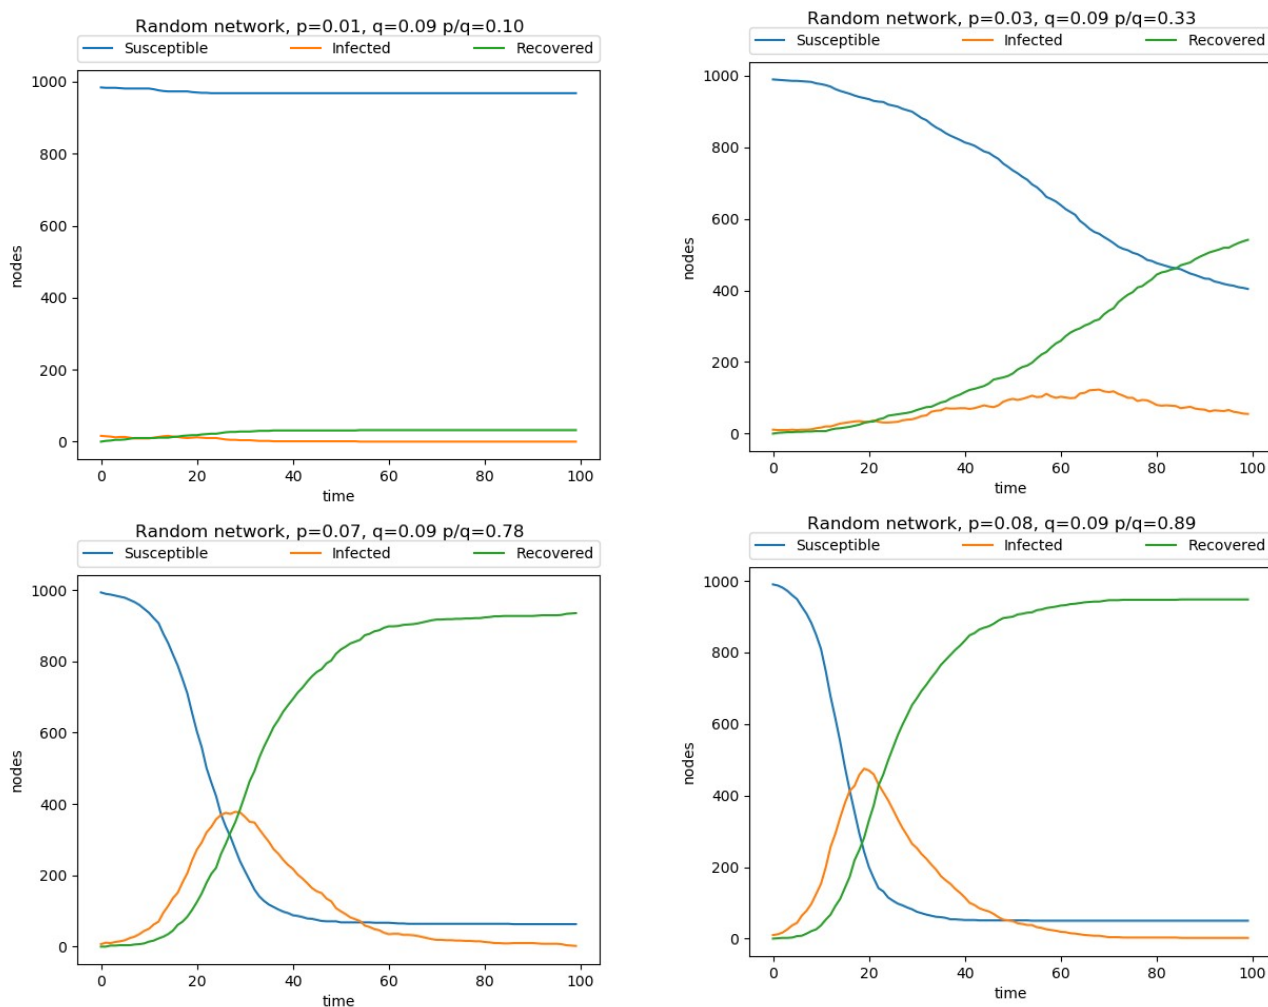 Random network, p=0.01, q=0.09 p/q=0.10
Susceptible Infected Recovered
1000
800
600
400
200
0
nodes
0 20 40 60 80 100
time
Random network, p=0.03, q=0.09 p/q=0.33
Susceptible Infected Recovered
1000
800
600
400
200
0
nodes
0 20 40 60 80 100
time
Random network, p=0.07, q=0.09 p/q=0.78
Susceptible Infected Recovered
1000
800
600
400
200
0
nodes
0 20 40 60 80 100
time
Random network, p=0.08, q=0.09 p/q=0.89
Susceptible Infected Recovered
1000
800
600
400
200
0
nodes
0 20 40 60 80 100
time